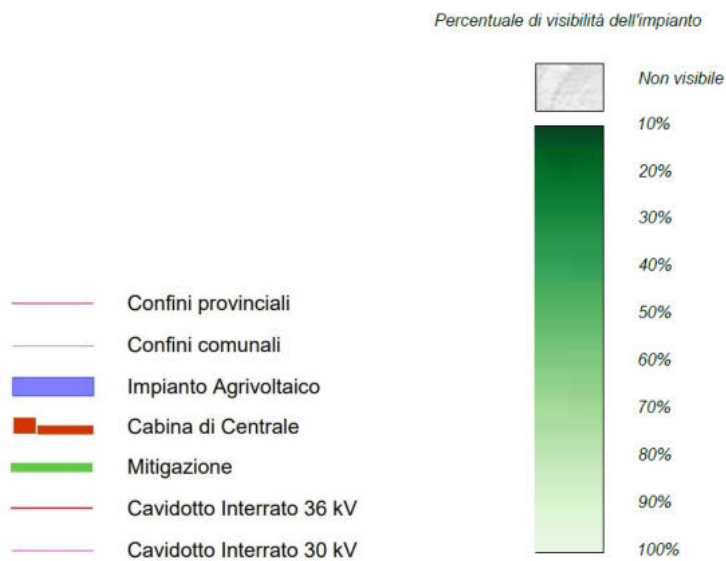 Percentuale di visibilità dell'impianto
Non visibile
10%
20%
30%
40%
50%
60%
70%
80%
90%
100%
Confini provinciali
Confini comunali
Impianto Agrivoltaico
Cabina di Centrale
Mitigazione
Cavidotto Interrato 36 kV
Cavidotto Interrato 30 kV